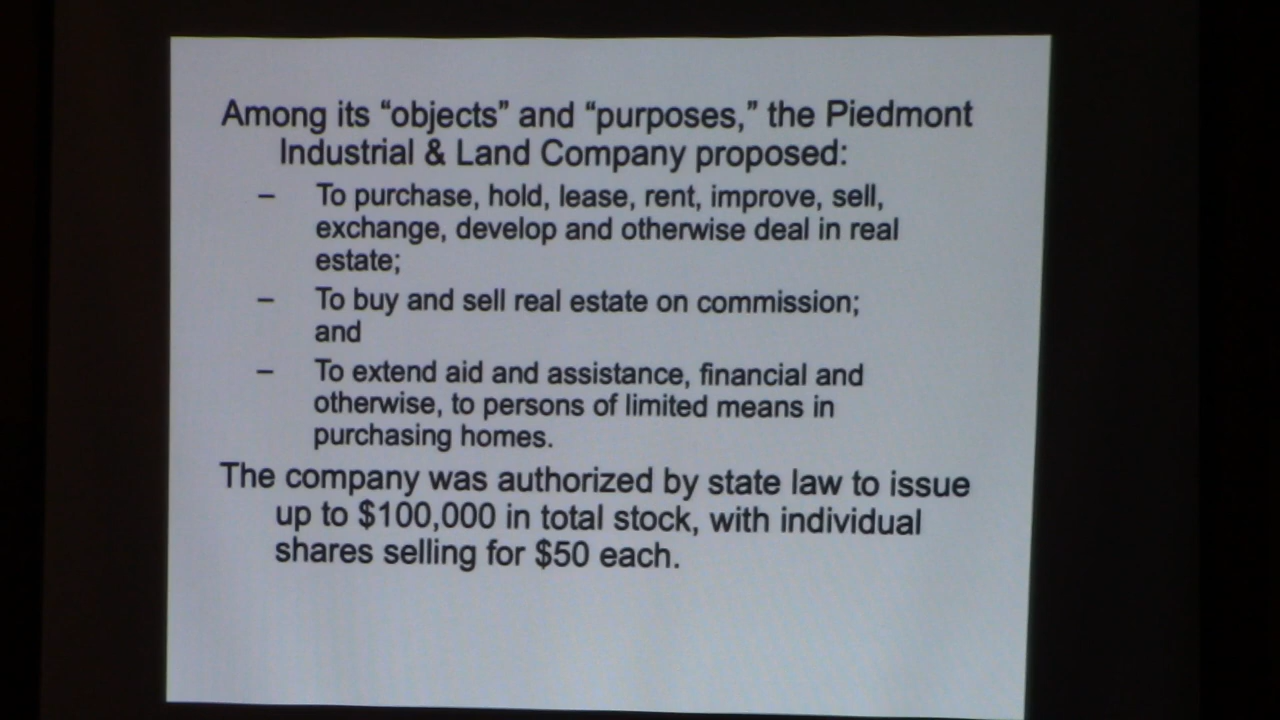 Among its “objects” and “purposes,” the Piedmont
Industrial & Land Company proposed:
– To purchase, hold, lease, rent, improve, sell,
exchange, develop and otherwise deal in real
estate;
– To buy and sell real estate on commission;
and
– To extend aid and assistance, financial and
otherwise, to persons of limited means in
purchasing homes.
The company was authorized by state law to issue
up to $100,000 in total stock, with individual
shares selling for $50 each.